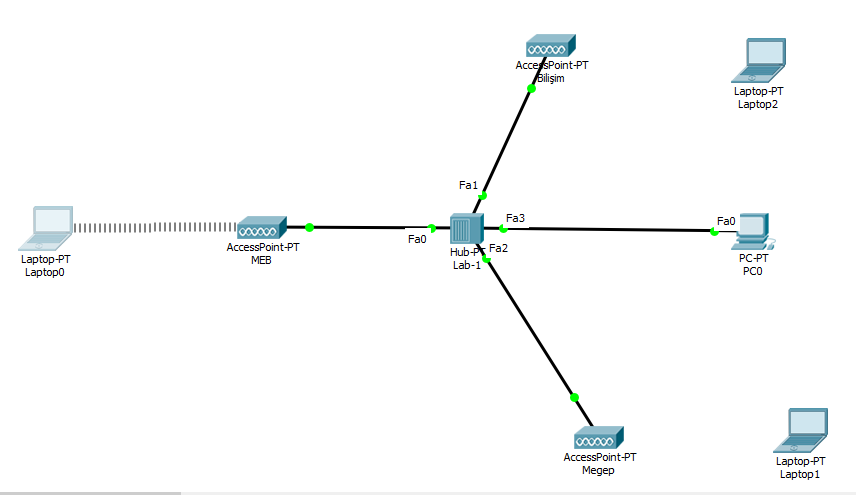 AccessPoint-PT
Bilişim
Laptop-PT
Laptop2
Fa1
Fa3
Fa0
Laptop-PT
Laptop0
AccessPoint-PT
MEB
Fa0
Hub-PT
Lab-1
Fa2
PC-PT
PC0
AccessPoint-PT
Megep
Laptop-PT
Laptop1